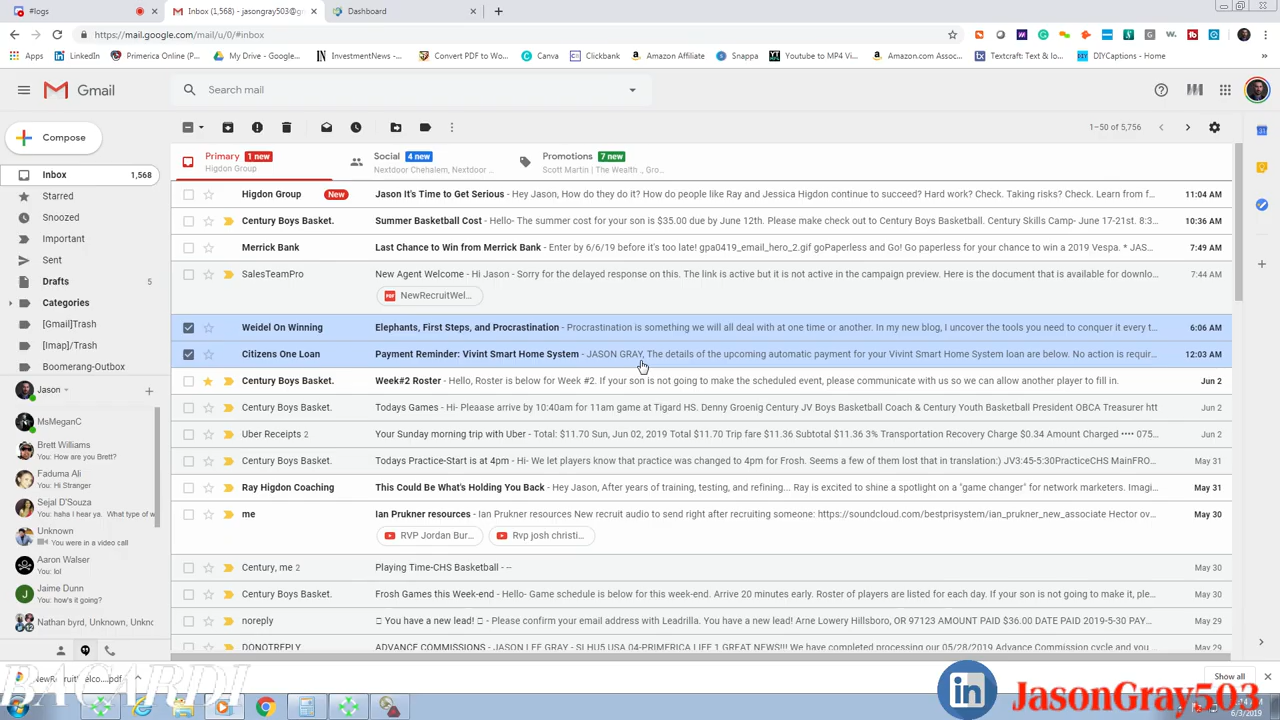 #logs
Inbox (1,568) - jasongray503@g
Dashboard
https://mail.google.com/mail/u/0/#inbox
Apps LinkedIn Primerica Online My Drive - Google... InvestmentNews -... Convert PDF to W... Canva Clickbank Amazon Affiliate Snappa Youtube to MP4 Vi... Amazon.com Assoc... Textcraft: Text & Ic... DIYCaptions - Home
Gmail
Search mail
Compose
1–50 of 5,756
Inbox 1,568
Starred
Snoozed
Important
Sent
Drafts 5
Categories
[Gmail]Trash
[Imap]/Trash
Boomerang-Outbox
Jason
MsMeganC
Brett Williams
You: How are you Brett?
Faduma Ali
You: Hi Stranger
Sejal D'Souza
You: haha I hear ya. What type of w
Unknown
You were in a video call
Aaron Walser
You: lol
Jaime Dunn
You: how's it going?
Nathan byrd, Unknown, Unkno
Primary 1 new
Higdon Group
Social 4 new
Nextdoor Chehalem, Nextdoor ...
Promotions 7 new
Scott Martin | The Wealth ., Gro...
Higdon Group New Jason It's Time to Get Serious - Hey Jason, How do they do it? How do people like Ray and Jessica Higdon continue to succeed? Hard work? Check. Taking risks? Check. Learn from f... 11:04 AM
Century Boys Basket. Summer Basketball Cost - Hello- The summer cost for your son is $35.00 due by June 12th. Please make check out to Century Boys Basketball. Century Skills Camp- June 17-21st. 8:3... 10:36 AM
Merrick Bank Last Chance to Win from Merrick Bank - Enter by 6/6/19 before it's too late! gpa0419_email_hero_2.gif goPaperless and Go! Go paperless for your chance to win a 2019 Vespa. * JAS... 7:49 AM
SalesTeamPro New Agent Welcome - Hi Jason - Sorry for the delayed response on this. The link is active but it is not active in the campaign preview. Here is the document that is available for downlo... 7:44 AM
PDF NewRecruitWel...
Weidel On Winning Elephants, First Steps, and Procrastination - Procrastination is something we will all deal with at one time or another. In my new blog, I uncover the tools you need to conquer it every t... 6:06 AM
Citizens One Loan Payment Reminder: Vivint Smart Home System - JASON GRAY, The details of the upcoming automatic payment for your Vivint Smart Home System loan are below. No action is requir... 12:03 AM
Century Boys Basket. Week#2 Roster - Hello, Roster is below for Week #2. If your son is not going to make the scheduled event, please communicate with us so we can allow another player to fill in. Jun 2
Century Boys Basket. Todays Games - Hi- Pleaase arrive by 10:40am for 11am game at Tigard HS. Denny Groenig Century JV Boys Basketball Coach & Century Youth Basketball President OBCA Treasurer htt Jun 2
Uber Receipts 2 Your Sunday morning trip with Uber - Total: $11.70 Sun, Jun 02, 2019 Total $11.70 Trip fare $11.36 Subtotal $11.36 3% Transportation Recovery Charge $0.34 Amount Charged •••• 075... Jun 2
Century Boys Basket. Todays Practice-Start is at 4pm - Hi- We let players know that practice was changed to 4pm for Frosh. Seems a few of them lost that in translation:) JV3:45-5:30PracticeCHS MainFRO... May 31
Ray Higdon Coaching This Could Be What's Holding You Back - Hey Jason, After years of training, testing, and refining... Ray is excited to shine a spotlight on a "game changer" for network marketers. Imagi... May 31
me Ian Prukner resources - Ian Prukner resources New recruit audio to send right after recruiting someone: https://soundcloud.com/bestprisystem/ian_prukner_new_associate Hector ov... May 30
RVP Jordan Bur... Rvp josh christi...
Century, me 2 Playing Time-CHS Basketball - -- May 30
Century Boys Basket. Frosh Games this Week-end - Hello- Game schedule is below for this week-end. Arrive 20 minutes early. Roster of players are listed for each day. If your son is not going to make it, ple... May 30
noreply You have a new lead! - Please confirm your email address with Leadrilla. You have a new lead! Arne Lowery Hillsboro, OR 97123 AMOUNT PAID $36.00 DATE PAID 2019-5-30 PAY... May 29
DONOTREPLY ADVANCE COMMISSIONS - JASON LEE GRAY - SLHU5 UA 04-PRIMERICA LIFE 1 GREAT NEWS!!! We have completed processing our 05/28/2019 Advance Commission cycle and y... May 29
NewRecruitWelco....pdf
Show all
BACARDI
in JasonGray503
6/3/2019